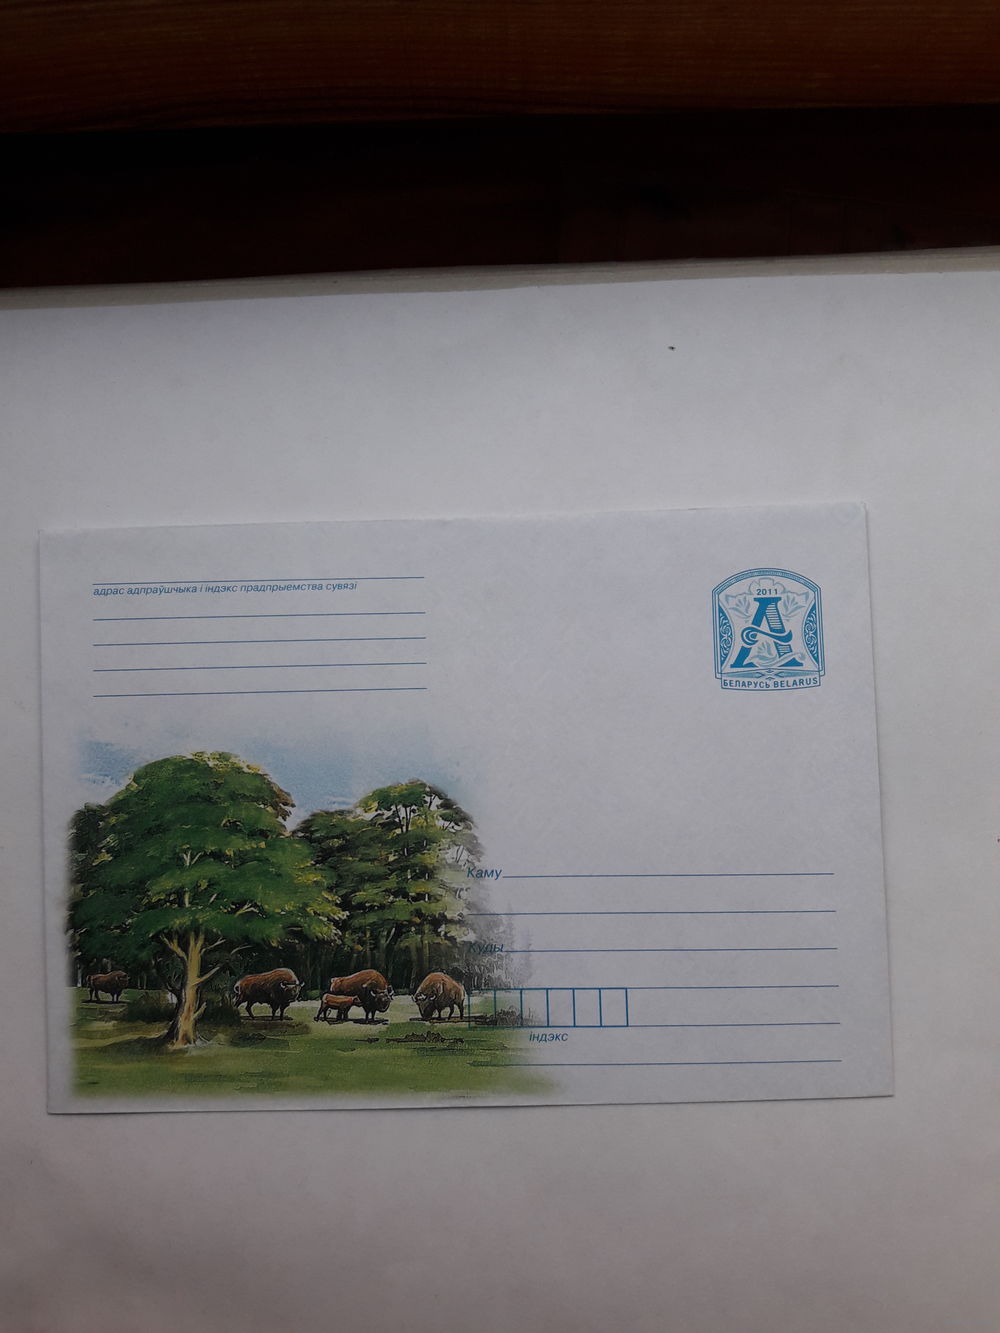 адрас адпраўшчыка і індэкс прадпрыемства сувязі
2011
А
БЕЛАРУСЬ BELARUS
Каму
Куды
індэкс